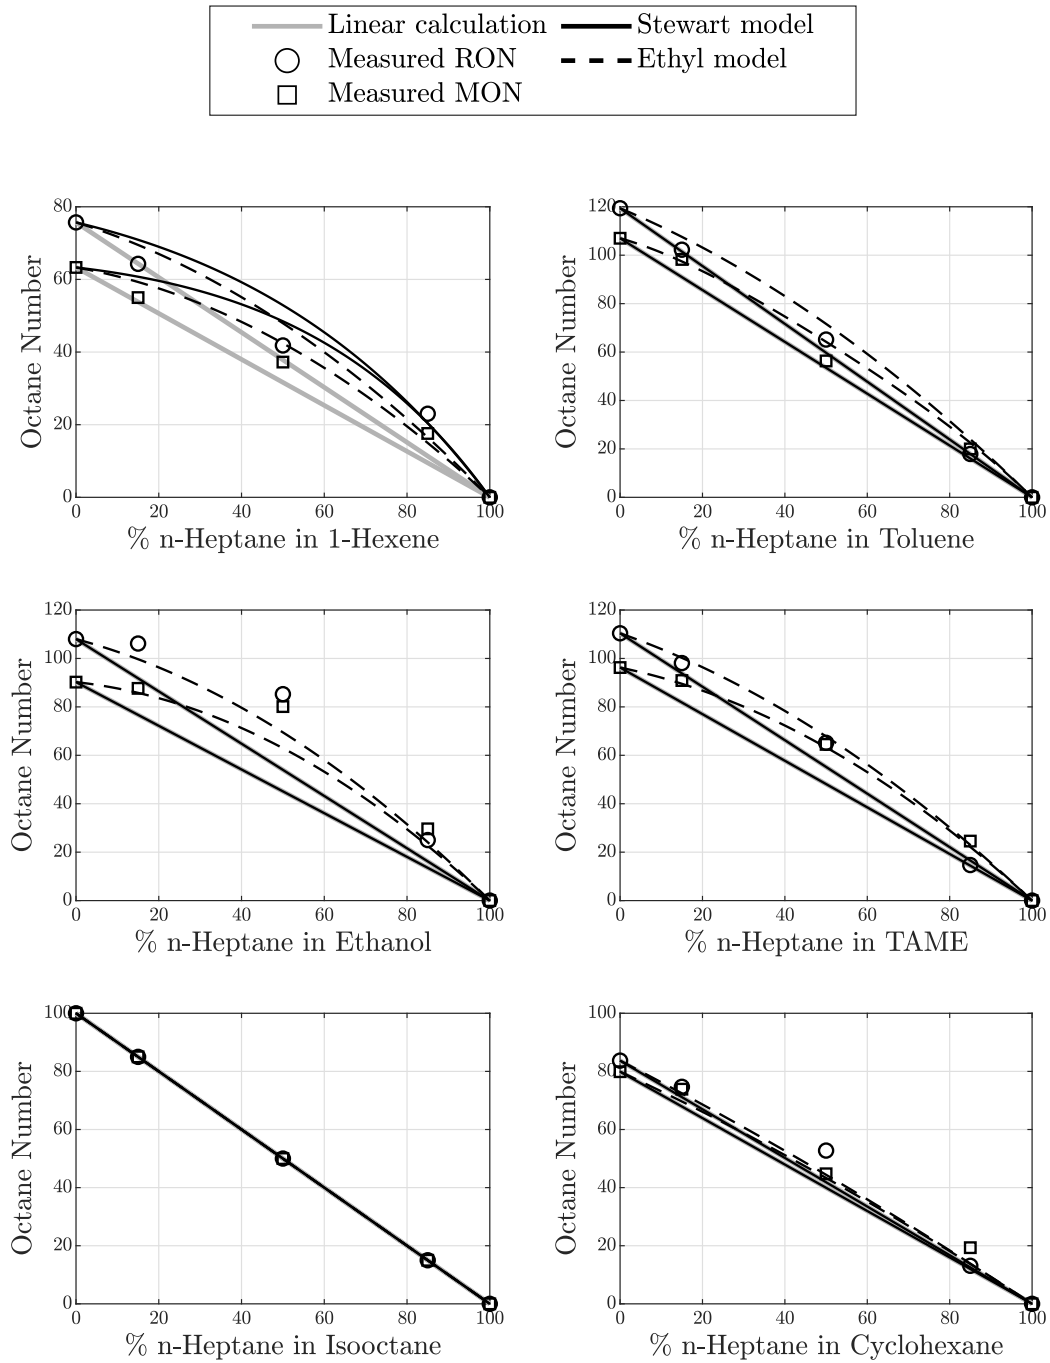 Linear calculation
Stewart model
Measured RON
Ethyl model
Measured MON
80
60
40
20
0
0 20 40 60 80 100
Octane Number
% n-Heptane in 1-Hexene
120
100
80
60
40
20
0
0 20 40 60 80 100
Octane Number
% n-Heptane in Toluene
120
100
80
60
40
20
0
0 20 40 60 80 100
Octane Number
% n-Heptane in Ethanol
120
100
80
60
40
20
0
0 20 40 60 80 100
Octane Number
% n-Heptane in TAME
100
80
60
40
20
0
0 20 40 60 80 100
Octane Number
% n-Heptane in Isooctane
100
80
60
40
20
0
0 20 40 60 80 100
Octane Number
% n-Heptane in Cyclohexane